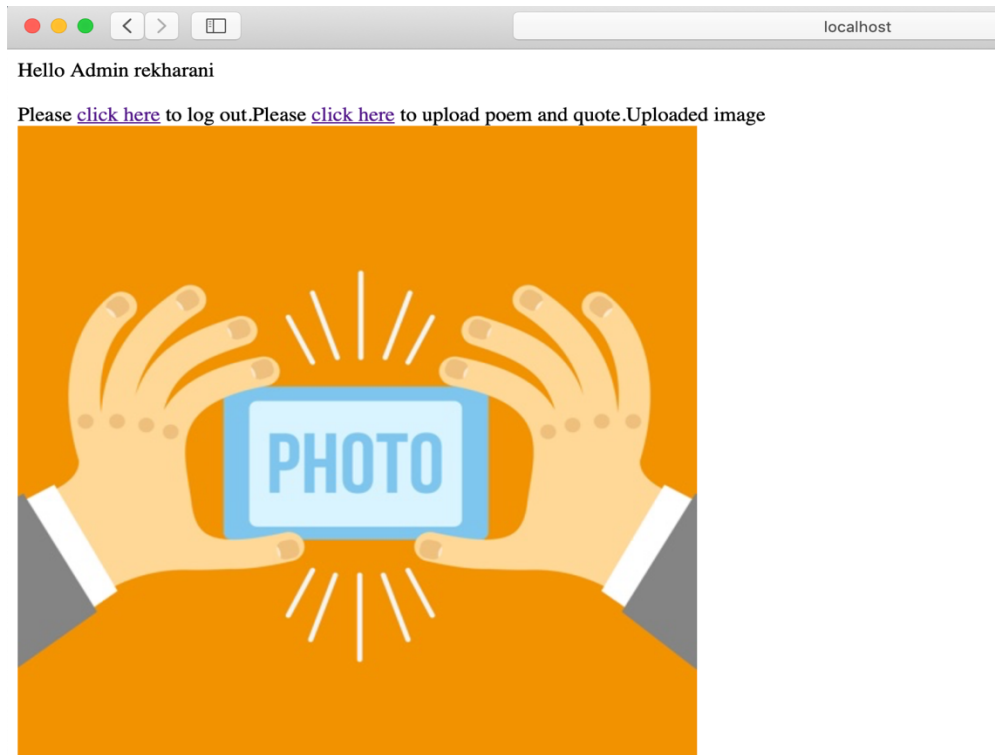 localhost
Hello Admin rekharani
Please click here to log out.Please click here to upload poem and quote.Uploaded image
PHOTO